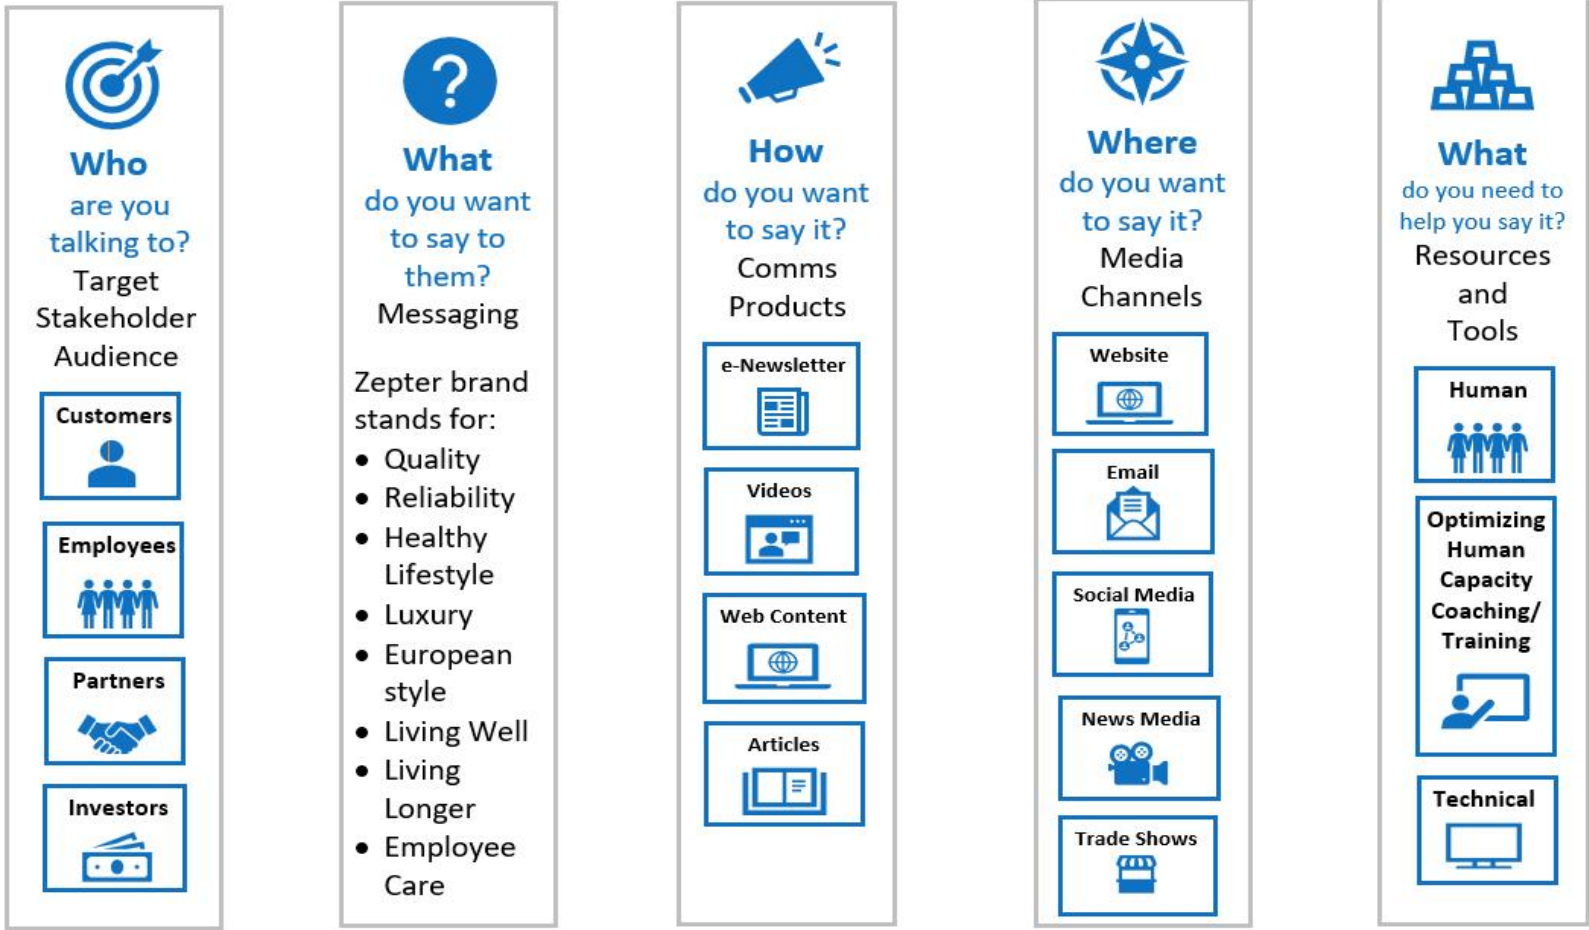 Who
are you
talking to?
Target
Stakeholder
Audience
Customers
Employees
Partners
Investors
What
do you want
to say to
them?
Messaging
Zepter brand
stands for:
• Quality
• Reliability
• Healthy
Lifestyle
• Luxury
• European
style
• Living Well
• Living
Longer
• Employee
Care
How
do you want
to say it?
Comms
Products
e-Newsletter
Videos
Web Content
Articles
Where
do you want
to say it?
Media
Channels
Website
Email
Social Media
News Media
Trade Shows
What
do you need to
help you say it?
Resources
and
Tools
Human
Optimizing
Human
Capacity
Coaching/
Training
Technical